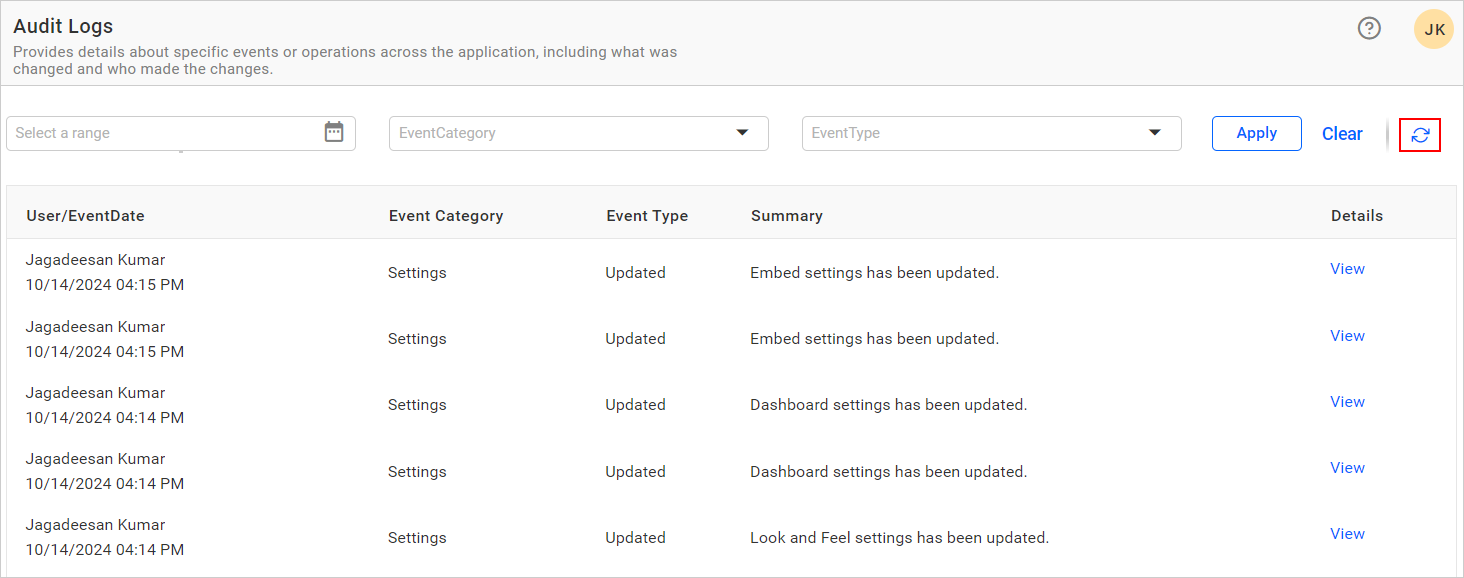 Audit Logs
Provides details about specific events or operations across the application, including what was
changed and who made the changes.
JK
Select a range
EventCategory
EventType
Apply
Clear
User/EventDate Event Category Event Type Summary Details
Jagadeesan Kumar
10/14/2024 04:15 PM
Settings Updated Embed settings has been updated. View
Jagadeesan Kumar
10/14/2024 04:15 PM
Settings Updated Embed settings has been updated. View
Jagadeesan Kumar
10/14/2024 04:14 PM
Settings Updated Dashboard settings has been updated. View
Jagadeesan Kumar
10/14/2024 04:14 PM
Settings Updated Dashboard settings has been updated. View
Jagadeesan Kumar
10/14/2024 04:14 PM
Settings Updated Look and Feel settings has been updated. View